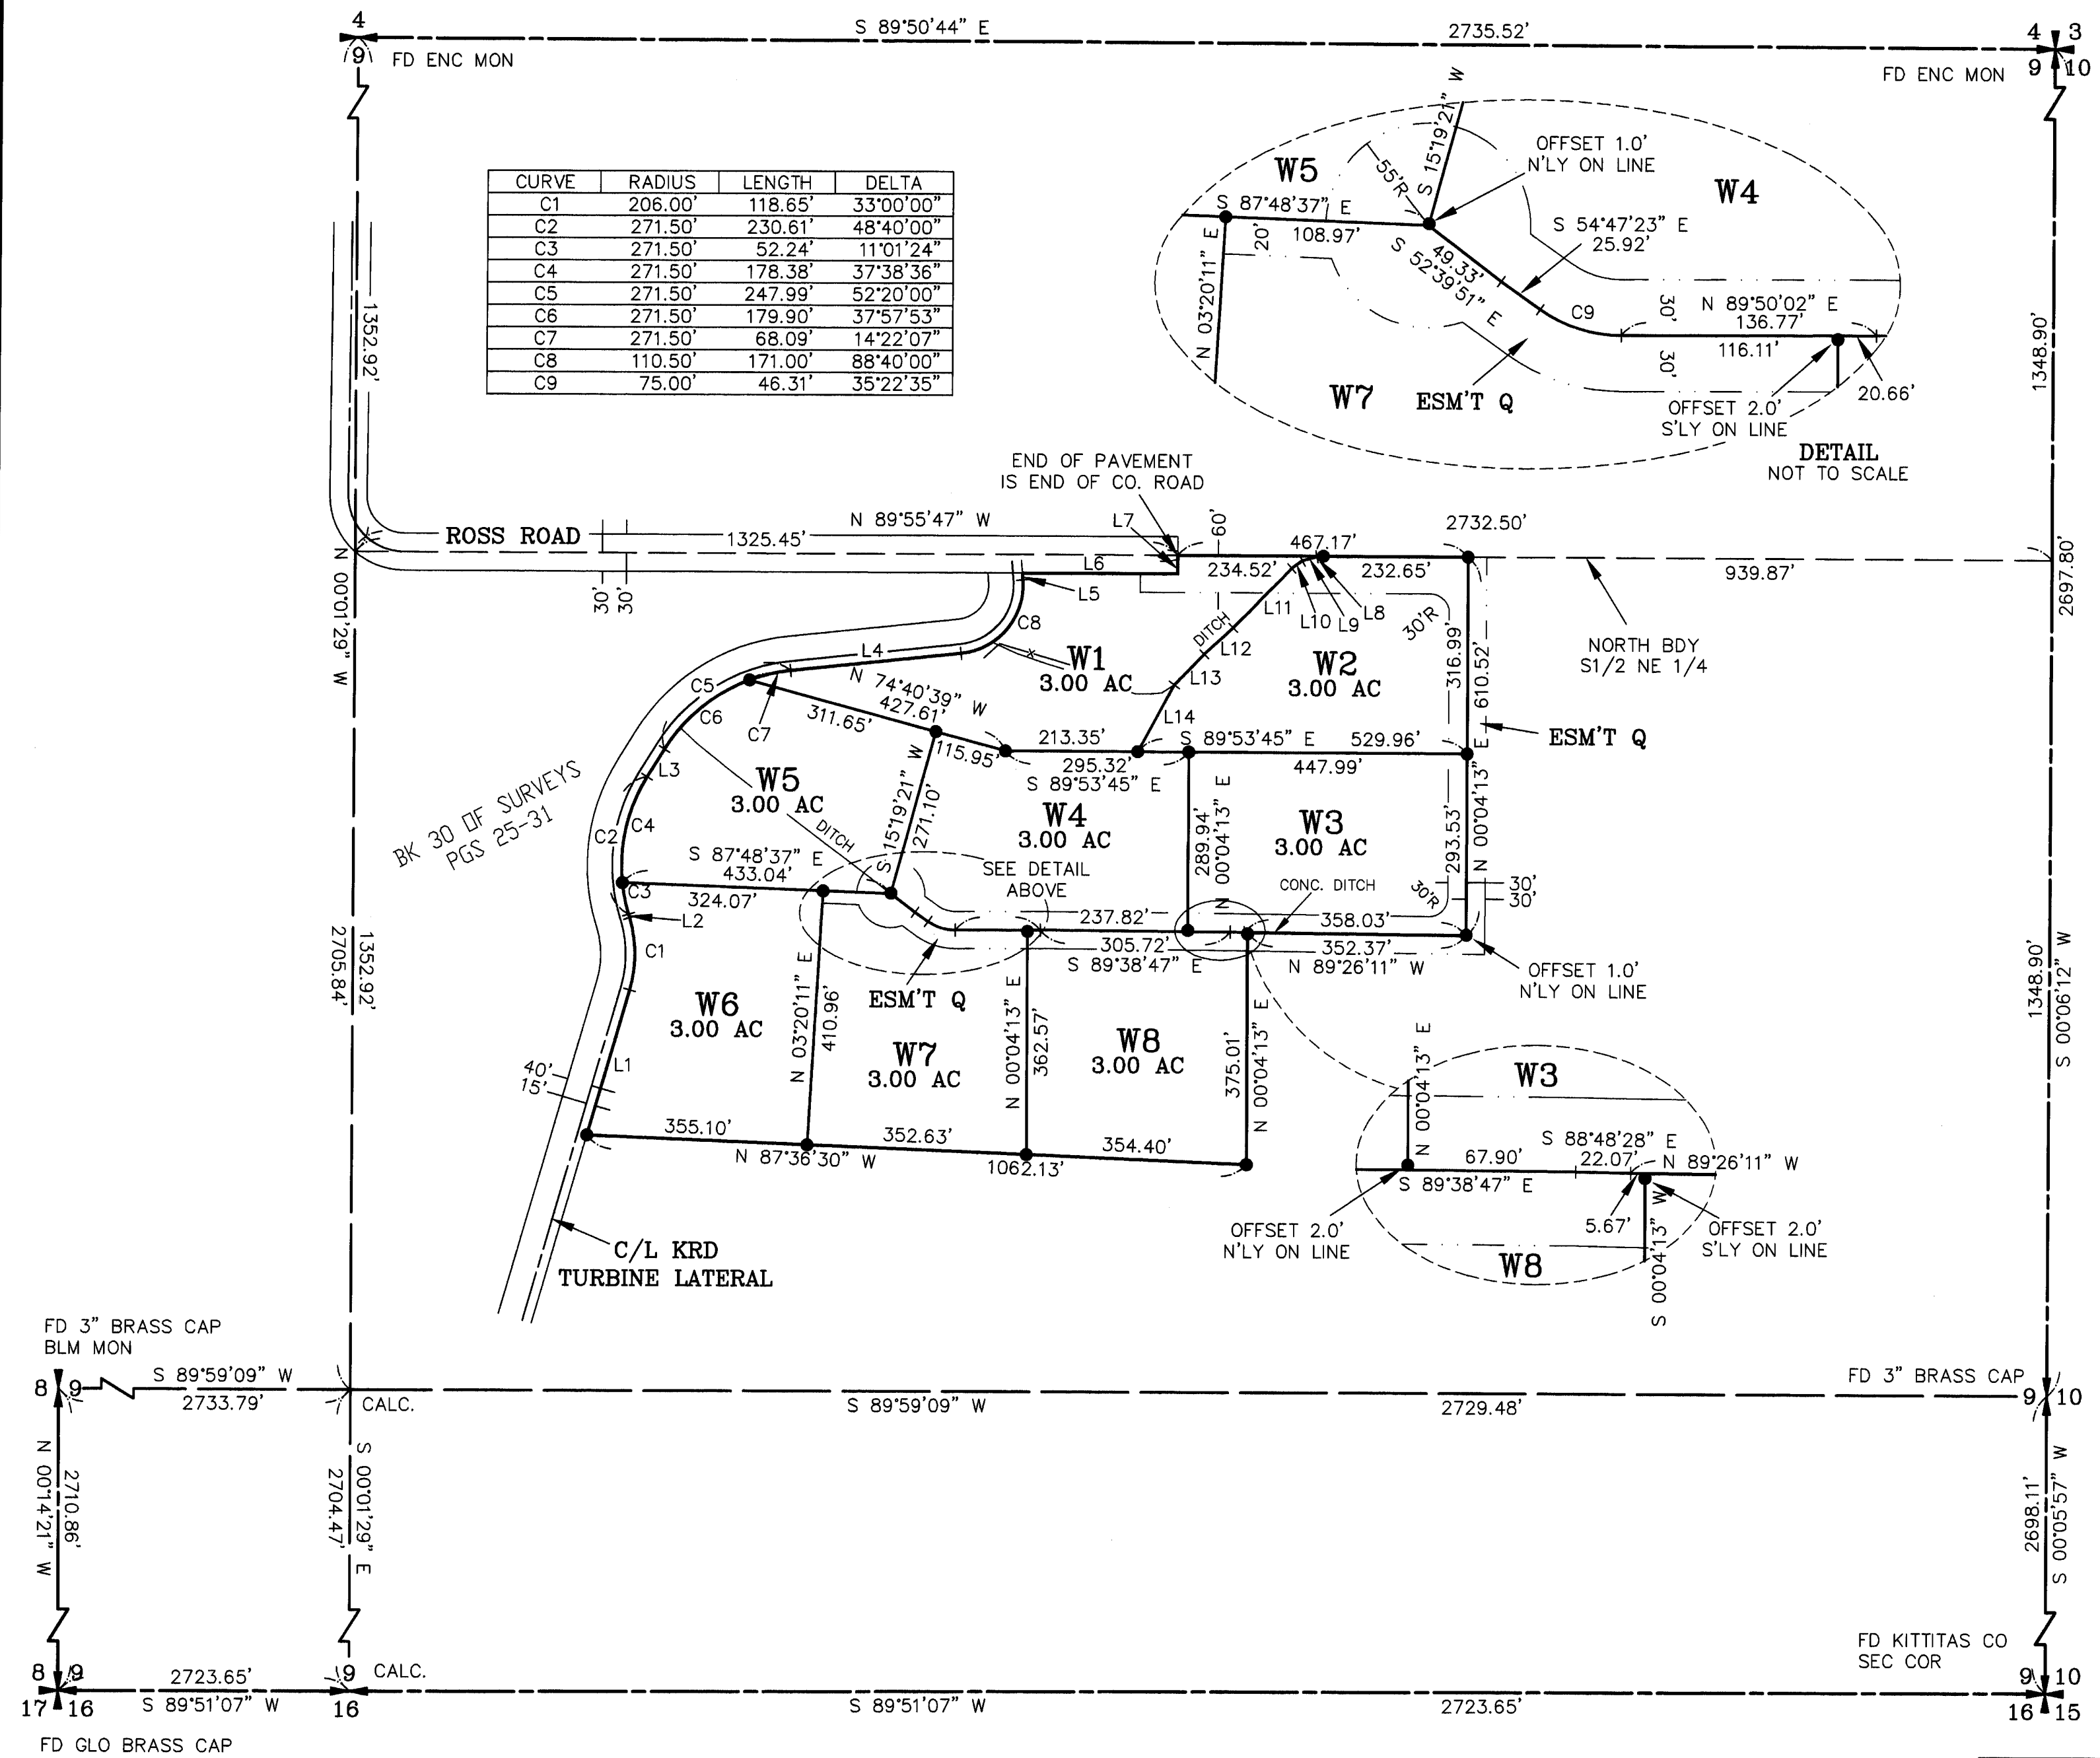 4
S 89°50'44" E
2735.52'
4 3
9
FD ENC MON
FD ENC MON
9 10
CURVE RADIUS LENGTH DELTA
C1 206.00' 118.65' 33°00'00"
C2 271.50' 230.61' 48°40'00"
C3 271.50' 52.24' 11°01'24"
C4 271.50' 178.38' 37°38'36"
C5 271.50' 247.99' 52°20'00"
C6 271.50' 179.90' 37°57'53"
C7 271.50' 68.09' 14°22'07"
C8 110.50' 171.00' 88°40'00"
C9 75.00' 46.31' 35°22'35"
S 15°19'21" W
OFFSET 1.0'
N'LY ON LINE
W5
55'R
W4
S 87°48'37" E
108.97'
20'
S 54°47'23" E
25.92'
49.33'
S 52°39'51" E
N 03°20'11" E
C9
30'
30'
N 89°50'02" E
136.77'
116.11'
20.66'
W7
ESM'T Q
OFFSET 2.0'
S'LY ON LINE
DETAIL
NOT TO SCALE
1352.92'
1348.90'
END OF PAVEMENT
IS END OF CO. ROAD
ROSS ROAD
N 89°55'47" W
1325.45'
L7
60'
467.17'
2732.50'
L6
234.52'
232.65'
939.87'
2697.80'
N 00°01'29" W
30'
30'
L5
L11
L10
L9
L8
30'R
NORTH BDY
S1/2 NE 1/4
C8
DITCH
L12
L4
W1
3.00 AC
L13
W2
3.00 AC
316.99'
610.52'
C5
C6
C7
N 74°40'39" W
427.61'
311.65'
115.95'
L14
ESM'T Q
213.35'
S 89°53'45" E
529.96'
295.32'
S 89°53'45" E
447.99'
L3
W5
3.00 AC
DITCH
S 15°19'21" W
271.10'
W4
3.00 AC
289.94'
N 00°04'13" E
W3
3.00 AC
293.53'
N 00°04'13" E
BK 30 OF SURVEYS
PGS 25-31
C2
C4
S 87°48'37" E
433.04'
324.07'
C3
L2
SEE DETAIL
ABOVE
CONC. DITCH
30'R
30'
30'
237.82'
358.03'
305.72'
352.37'
S 89°38'47" E
N 89°26'11" W
OFFSET 1.0'
N'LY ON LINE
C1
2705.84'
1352.92'
1348.90'
S 00°06'12" W
W6
3.00 AC
N 03°20'11" E
410.96'
ESM'T Q
W7
3.00 AC
N 00°04'13" E
362.57'
W8
3.00 AC
375.01'
N 00°04'13" E
L1
40'
15'
355.10'
352.63'
354.40'
N 87°36'30" W
1062.13'
N 00°04'13" E
W3
S 88°48'28" E
67.90'
22.07'
N 89°26'11" W
S 89°38'47" E
5.67'
OFFSET 2.0'
N'LY ON LINE
OFFSET 2.0'
S'LY ON LINE
W8
S 00°04'13" W
C/L KRD
TURBINE LATERAL
FD 3" BRASS CAP
BLM MON
8 9
S 89°59'09" W
2733.79'
CALC.
S 89°59'09" W
2729.48'
FD 3" BRASS CAP
9 10
N 00°14'21" W
2710.86'
2704.47'
S 00°01'29" E
2698.11'
S 00°05'57" W
FD KITTITAS CO
SEC COR
8 9
2723.65'
9
CALC.
9 10
17 16
S 89°51'07" W
16
S 89°51'07" W
2723.65'
16 15
FD GLO BRASS CAP